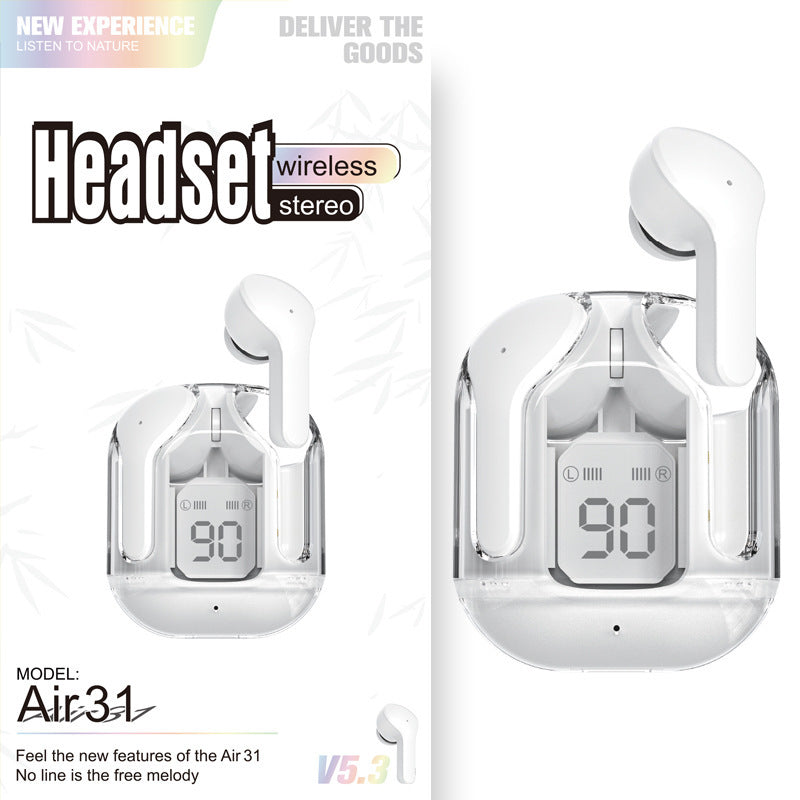 NEW EXPERIENCE
LISTEN TO NATURE
DELIVER THE
GOODS
Headset
wireless
stereo
L R
90
MODEL:
Air31
Feel the new features of the Air 31
No line is the free melody
V5.3
L R
90